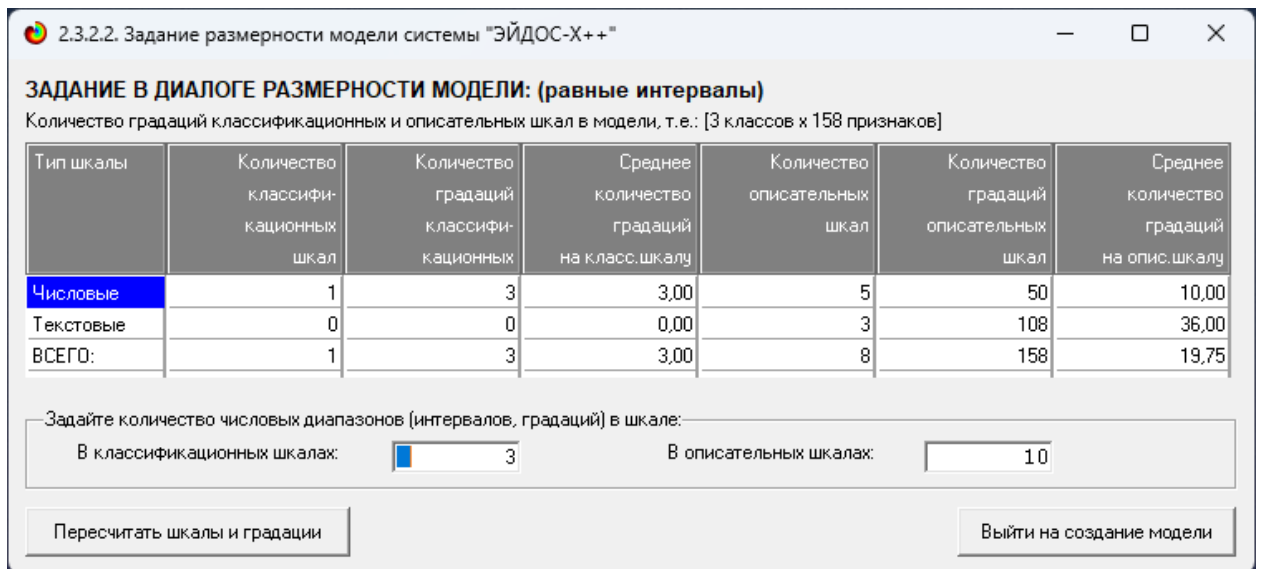 2.3.2.2. Задание размерности модели системы "ЭЙДОС-X++"
ЗАДАНИЕ В ДИАЛОГЕ РАЗМЕРНОСТИ МОДЕЛИ: (равные интервалы)
Количество градаций классификационных и описательных шкал в модели, т.е.: [3 классов x 158 признаков]
Тип шкалы Количество Количество Среднее Количество Количество Среднее
классифи- градаций количество описательных градаций количество
кационных классифи- градаций шкал описательных градаций
шкал кационных на класс.шкалу шкал на опис.шкалу
Числовые 1 3 3,00 5 50 10,00
Текстовые 0 0 0,00 3 108 36,00
ВСЕГО: 1 3 3,00 8 158 19,75
Задайте количество числовых диапазонов (интервалов, градаций) в шкале:
В классификационных шкалах: 3 В описательных шкалах: 10
Пересчитать шкалы и градации Выйти на создание модели